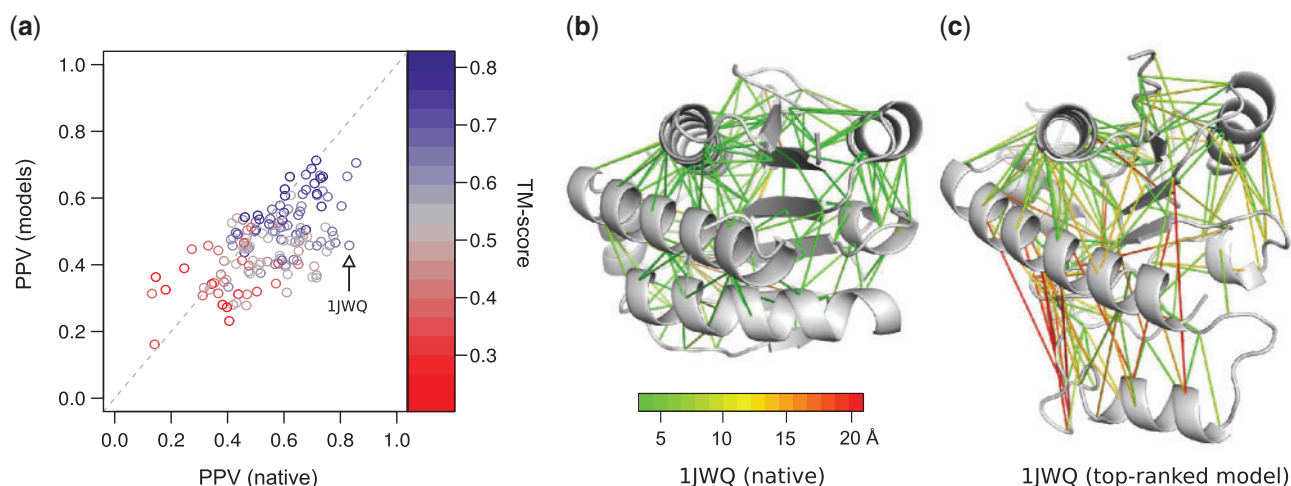 (a)
PPV (models)
1.0
0.8
0.6
0.4
0.2
0.0
0.0 0.2 0.4 0.6 0.8 1.0
PPV (native)
1JWQ
0.8
0.7
0.6
0.5
0.4
0.3
TM-score
(b)
5 10 15 20 Å
1JWQ (native)
(c)
1JWQ (top-ranked model)